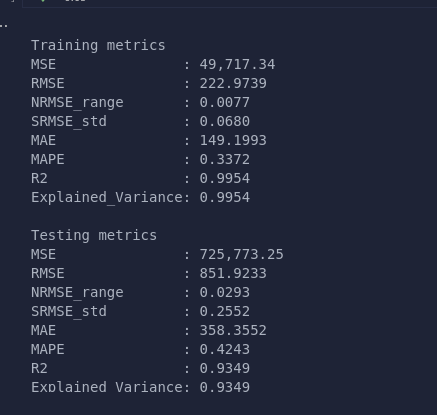 Training metrics
MSE : 49,717.34
RMSE : 222.9739
NRMSE_range : 0.0077
SRMSE_std : 0.0680
MAE : 149.1993
MAPE : 0.3372
R2 : 0.9954
Explained_Variance: 0.9954
Testing metrics
MSE : 725,773.25
RMSE : 851.9233
NRMSE_range : 0.0293
SRMSE_std : 0.2552
MAE : 358.3552
MAPE : 0.4243
R2 : 0.9349
Explained Variance: 0.9349